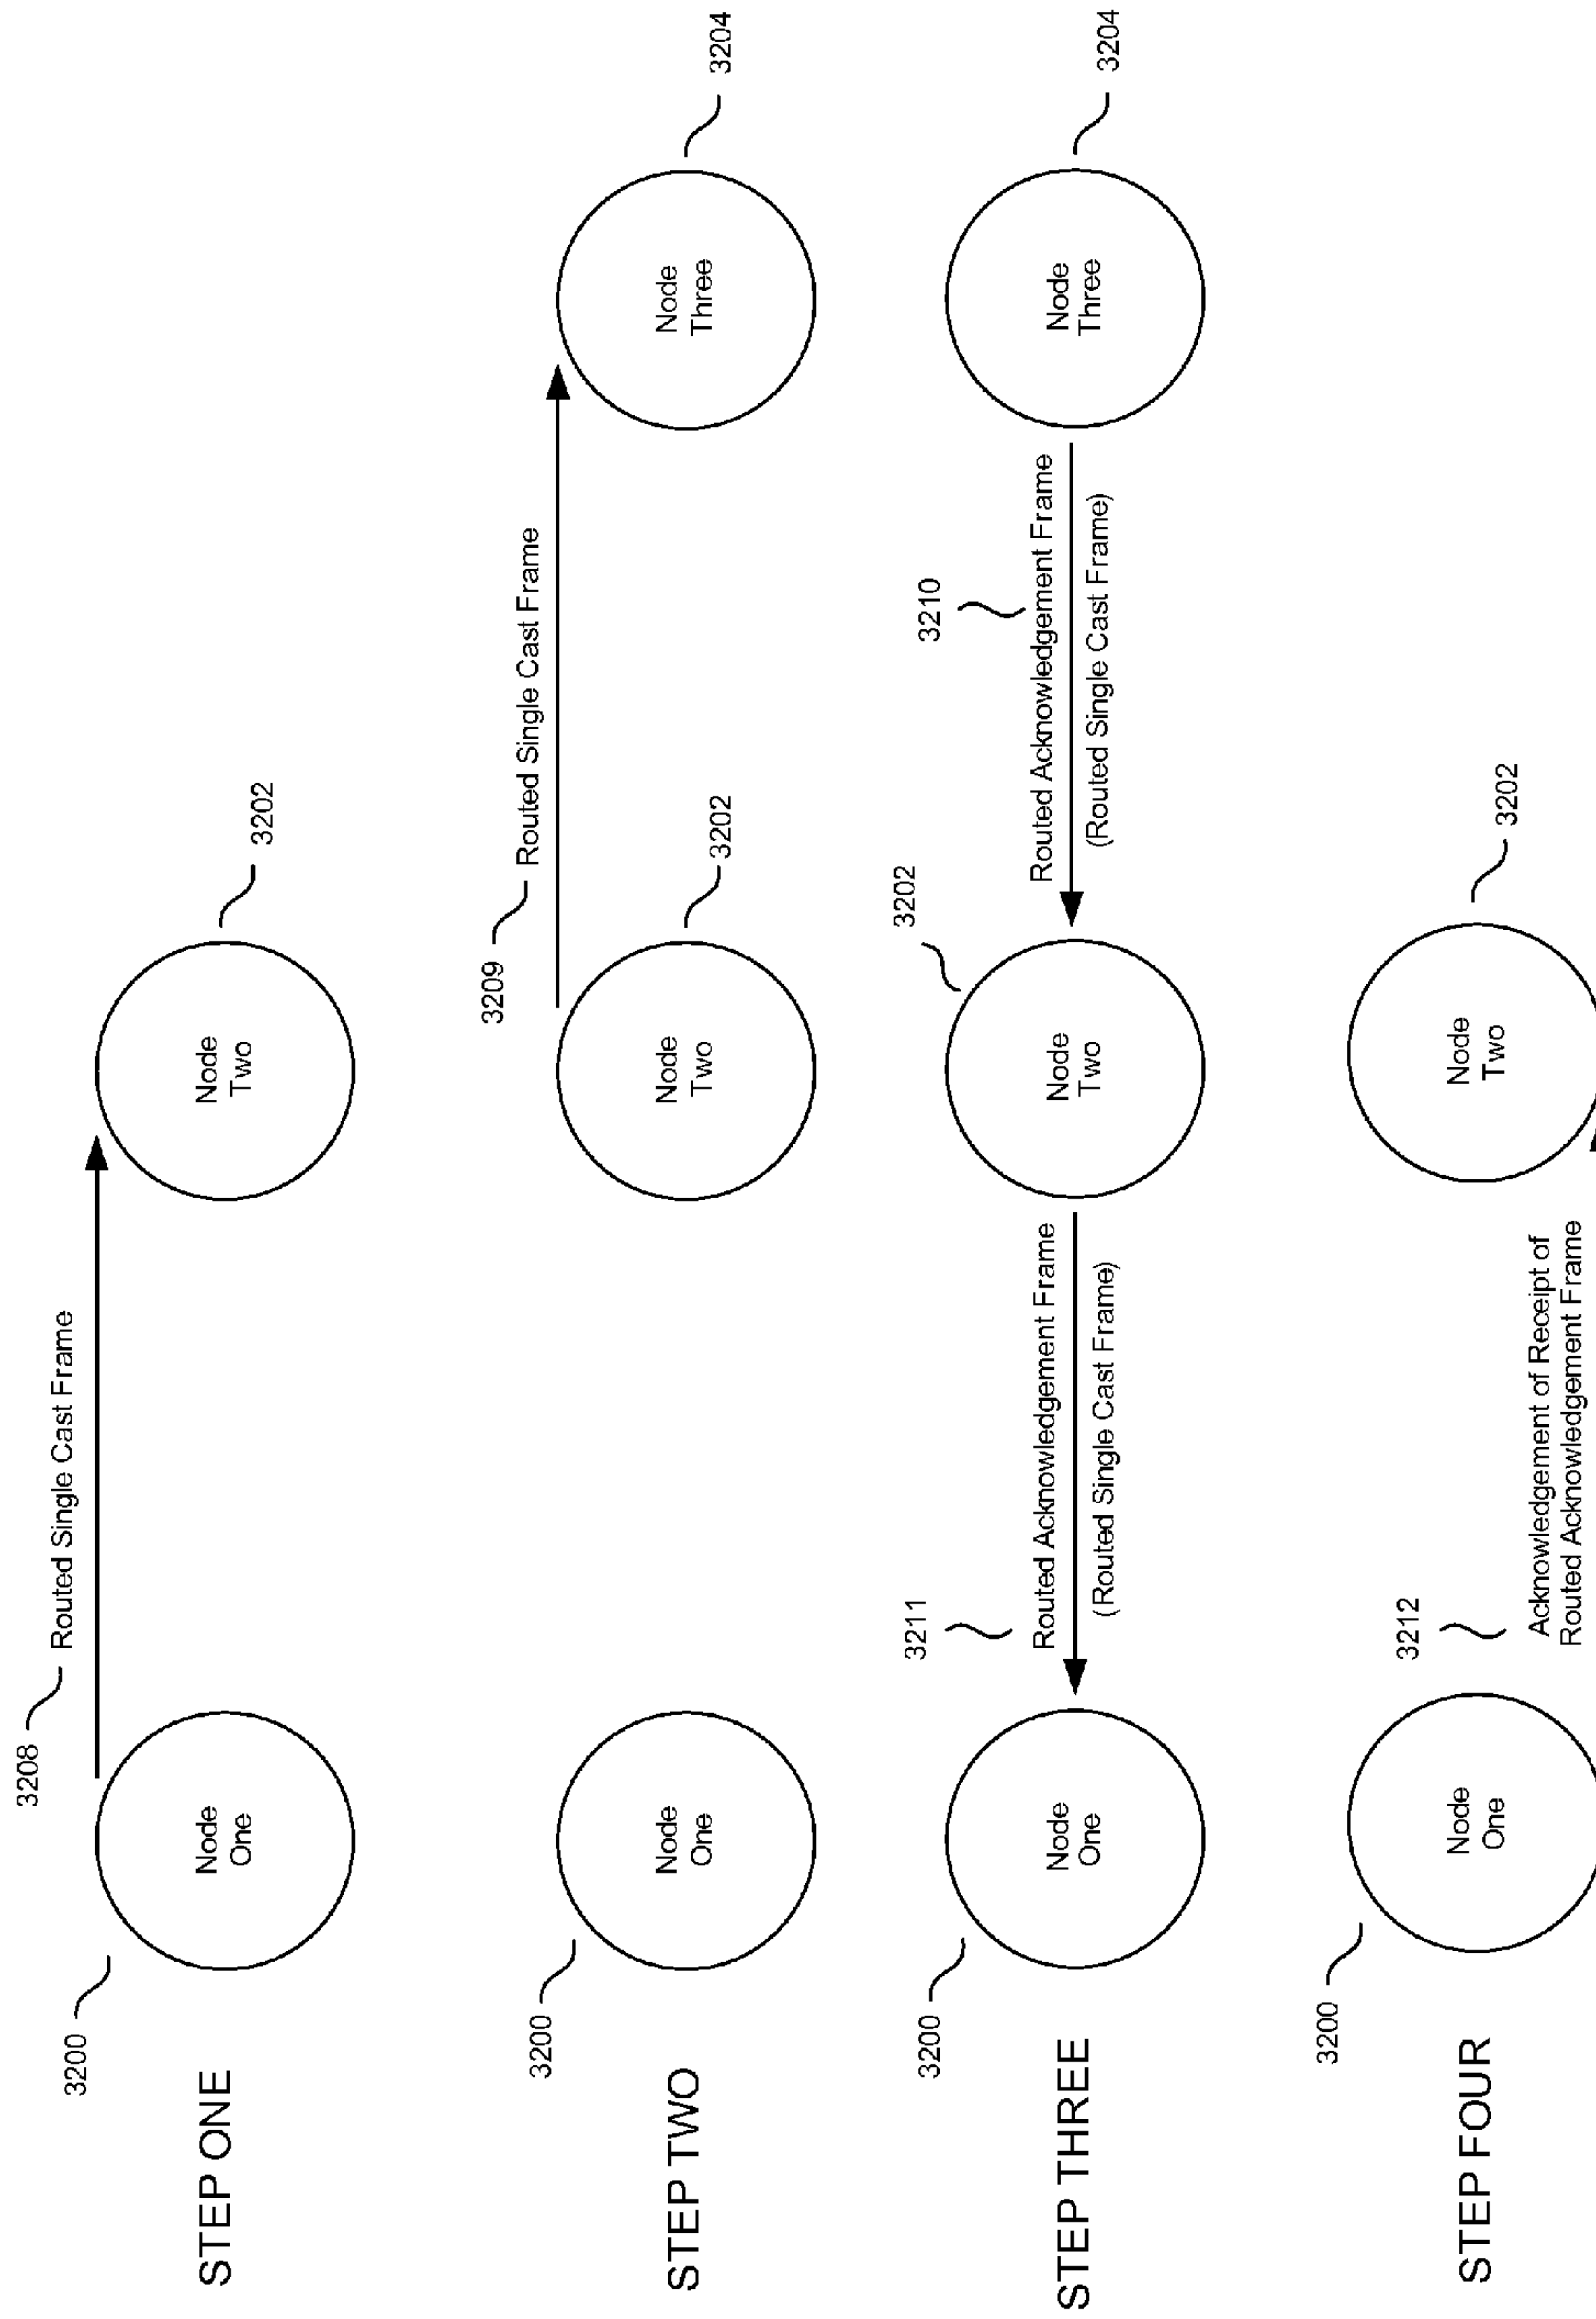 3208
Routed Single Cast Frame
3200
Node
One
Node
Two
3202
STEP ONE
3209
Routed Single Cast Frame
3200
Node
One
Node
Two
3202
Node
Three
3204
STEP TWO
3211
3202
3210
Routed Acknowledgement Frame
(Routed Single Cast Frame)
Routed Acknowledgement Frame
(Routed Single Cast Frame)
3200
Node
One
Node
Two
Node
Three
3204
STEP THREE
3200
3212
Node
One
Acknowledgement of Receipt of
Routed Acknowledgement Frame
Node
Two
3202
STEP FOUR